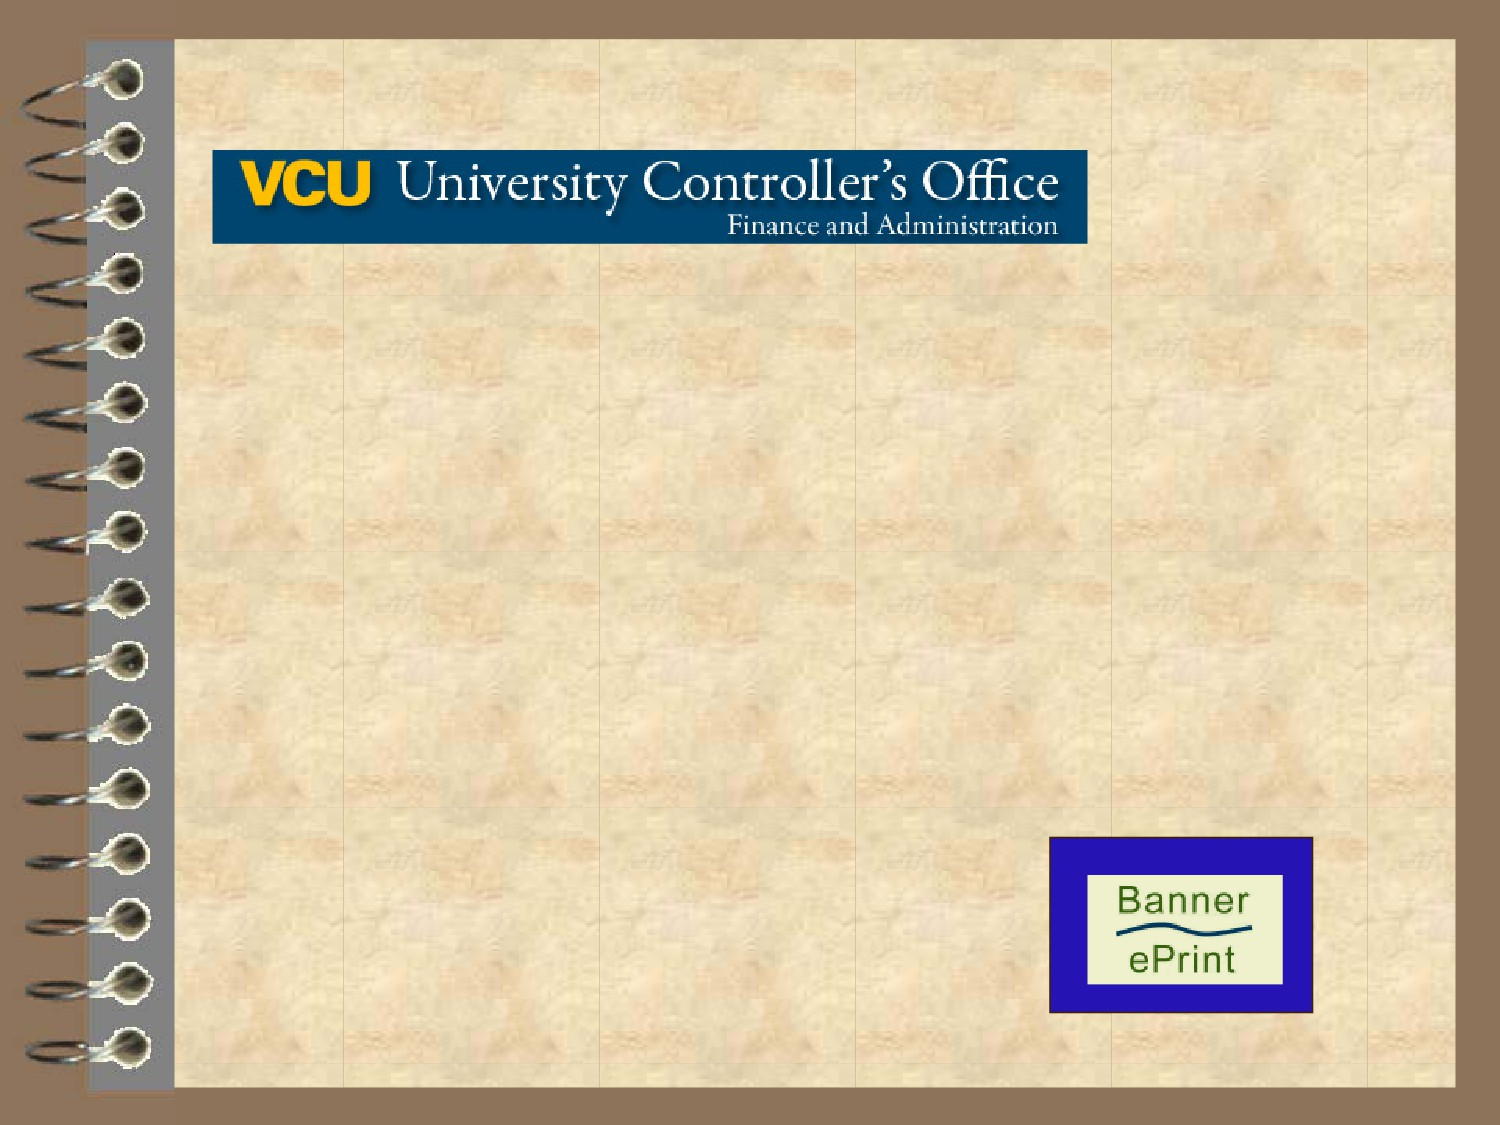 VCU University Controller's Office
Finance and Administration
Banner
ePrint